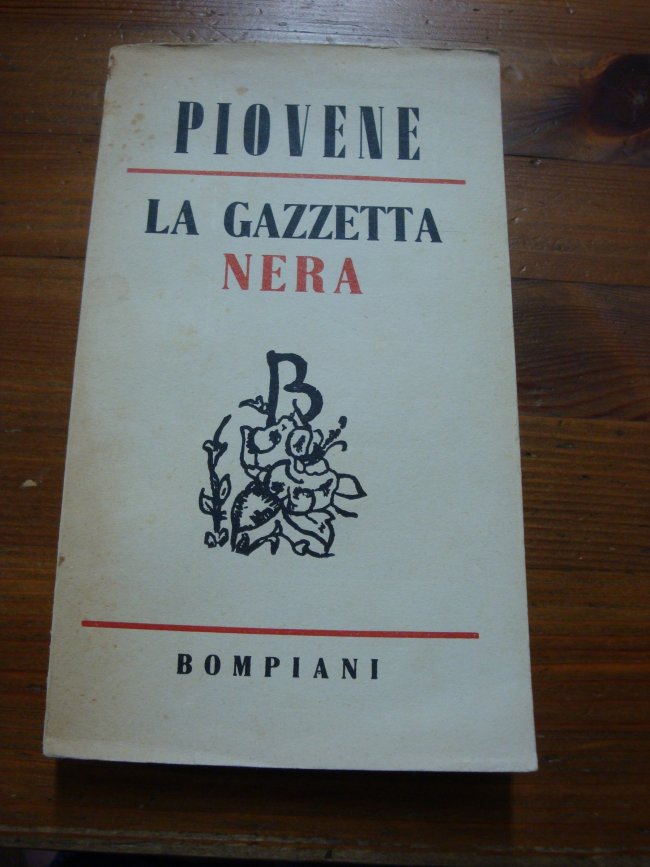 PIOVENE
LA GAZZETTA
NERA
B
BOMPIANI